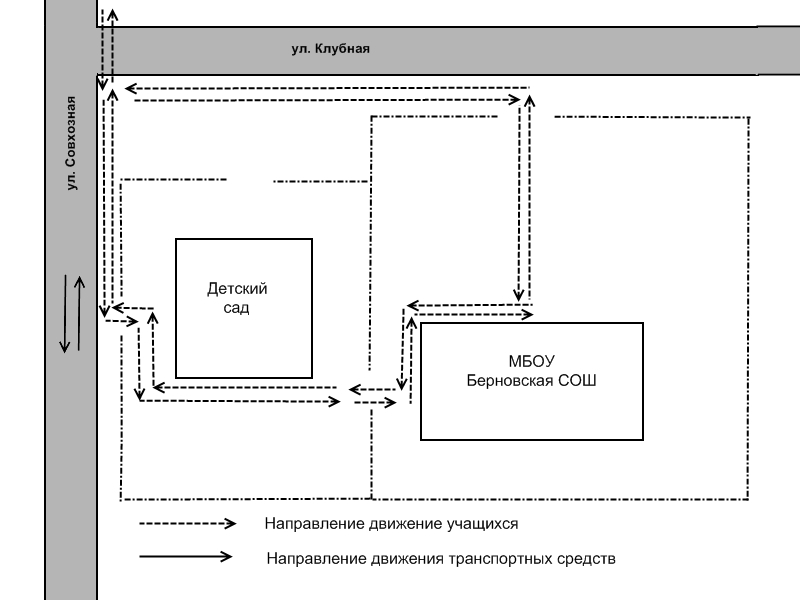 ул. Клубная
ул. Совхозная
Детский
сад
МБОУ
Берновская СОШ
Направление движение учащихся
Направление движения транспортных средств